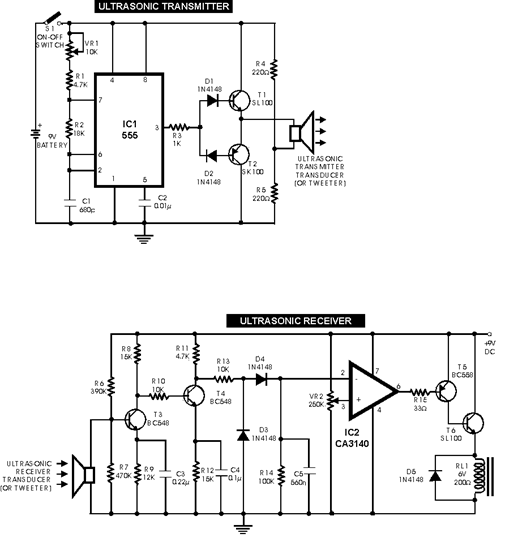 ULTRASONIC TRANSMITTER
S1
ON-OFF
SWITCH
VR1
10K
R1
4.7K
R2
18K
+
9V
BATTERY
C1
680p
4
8
7
IC1
555
3
6
2
1
5
C2
0.01µ
R3
1K
D1
1N4148
D2
1N4148
T1
SL100
T2
SK100
R4
220Ω
R5
220Ω
ULTRASONIC
TRANSMITTER
TRANSDUCER
(OR TWEETER)
ULTRASONIC RECEIVER
+9V
DC
R6
390K
R8
15K
R10
10K
R11
4.7K
R13
10K
D4
1N4148
T3
BC548
T4
BC548
D3
1N4148
VR2
250K
2
-
7
6
3
+
4
IC2
CA3140
R15
33Ω
T5
BC558
T6
SL100
ULTRASONIC
RECEIVER
TRANSDUCER
(OR TWEETER)
R7
470K
R9
12K
C3
0.22µ
R12
15K
C4
0.1µ
R14
100K
C5
560n
D5
1N4148
RL1
6V
200Ω